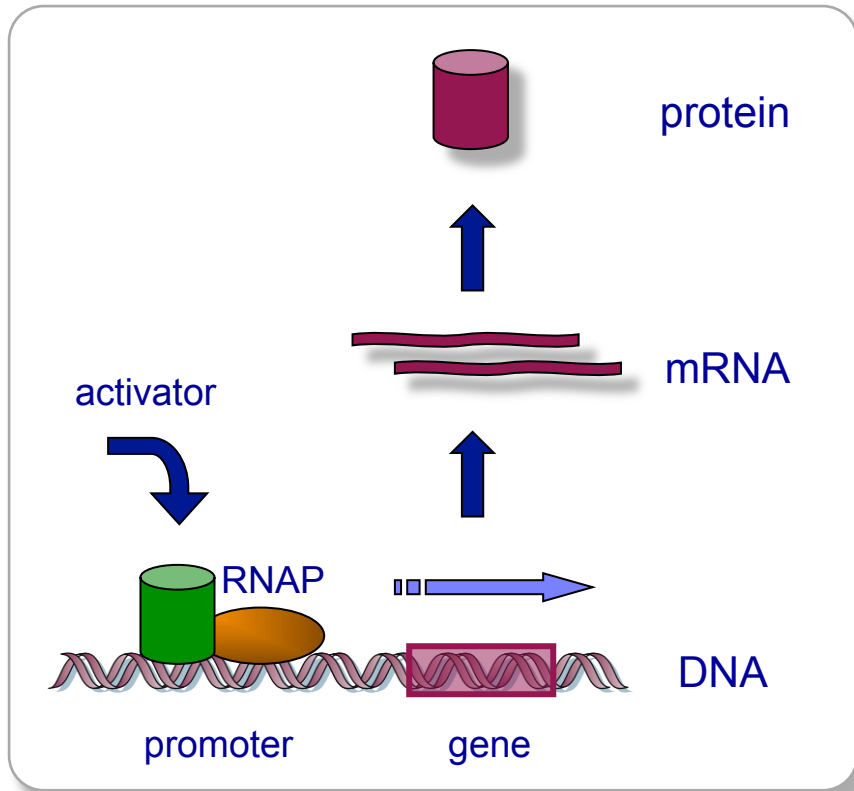 protein
mRNA
activator
RNAP
DNA
promoter
gene